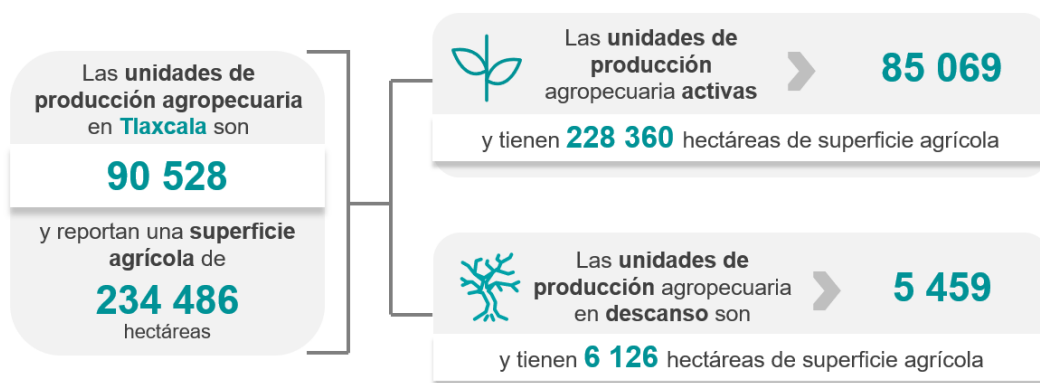 Las unidades de
producción agropecuaria
en Tlaxcala son
90 528
y reportan una superficie
agrícola de
234 486
hectáreas
Las unidades de
producción
agropecuaria activas
85 069
y tienen 228 360 hectáreas de superficie agrícola
Las unidades de
producción agropecuaria
en descanso son
5 459
y tienen 6 126 hectáreas de superficie agrícola